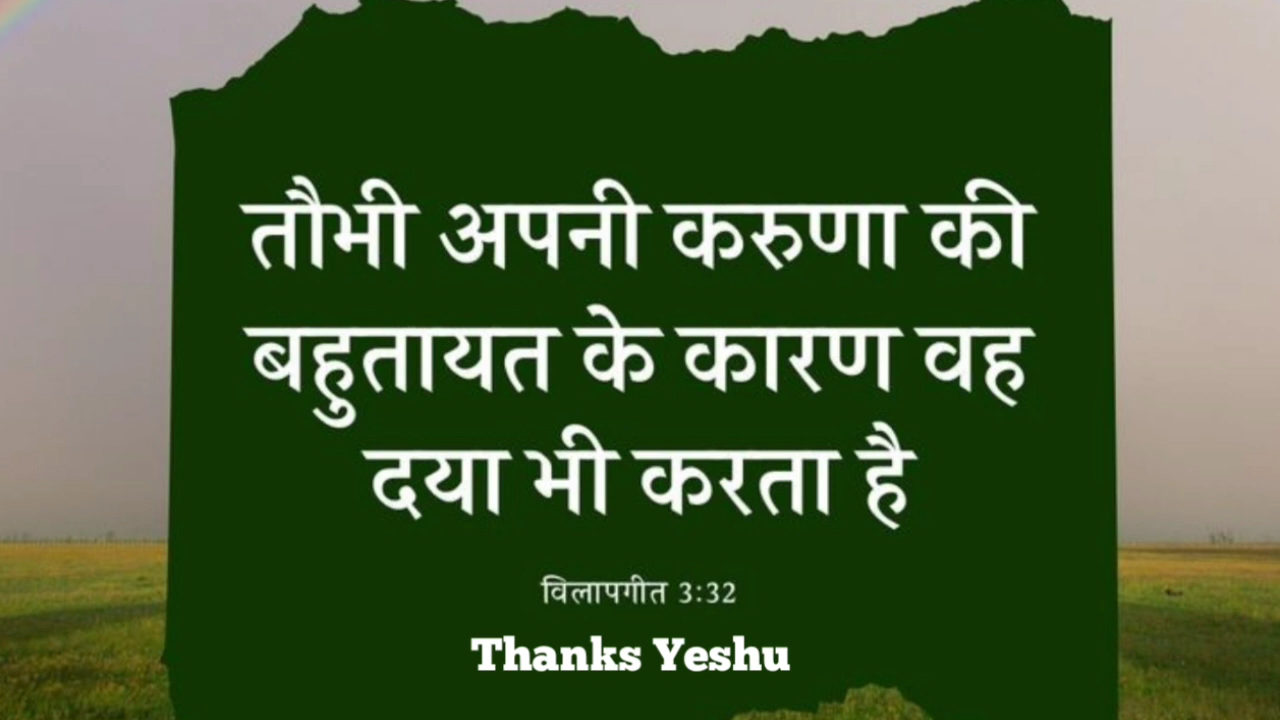 तौभी अपनी करुणा की
बहुतायत के कारण वह
दया भी करता है
विलापगीत 3:32
Thanks Yeshu